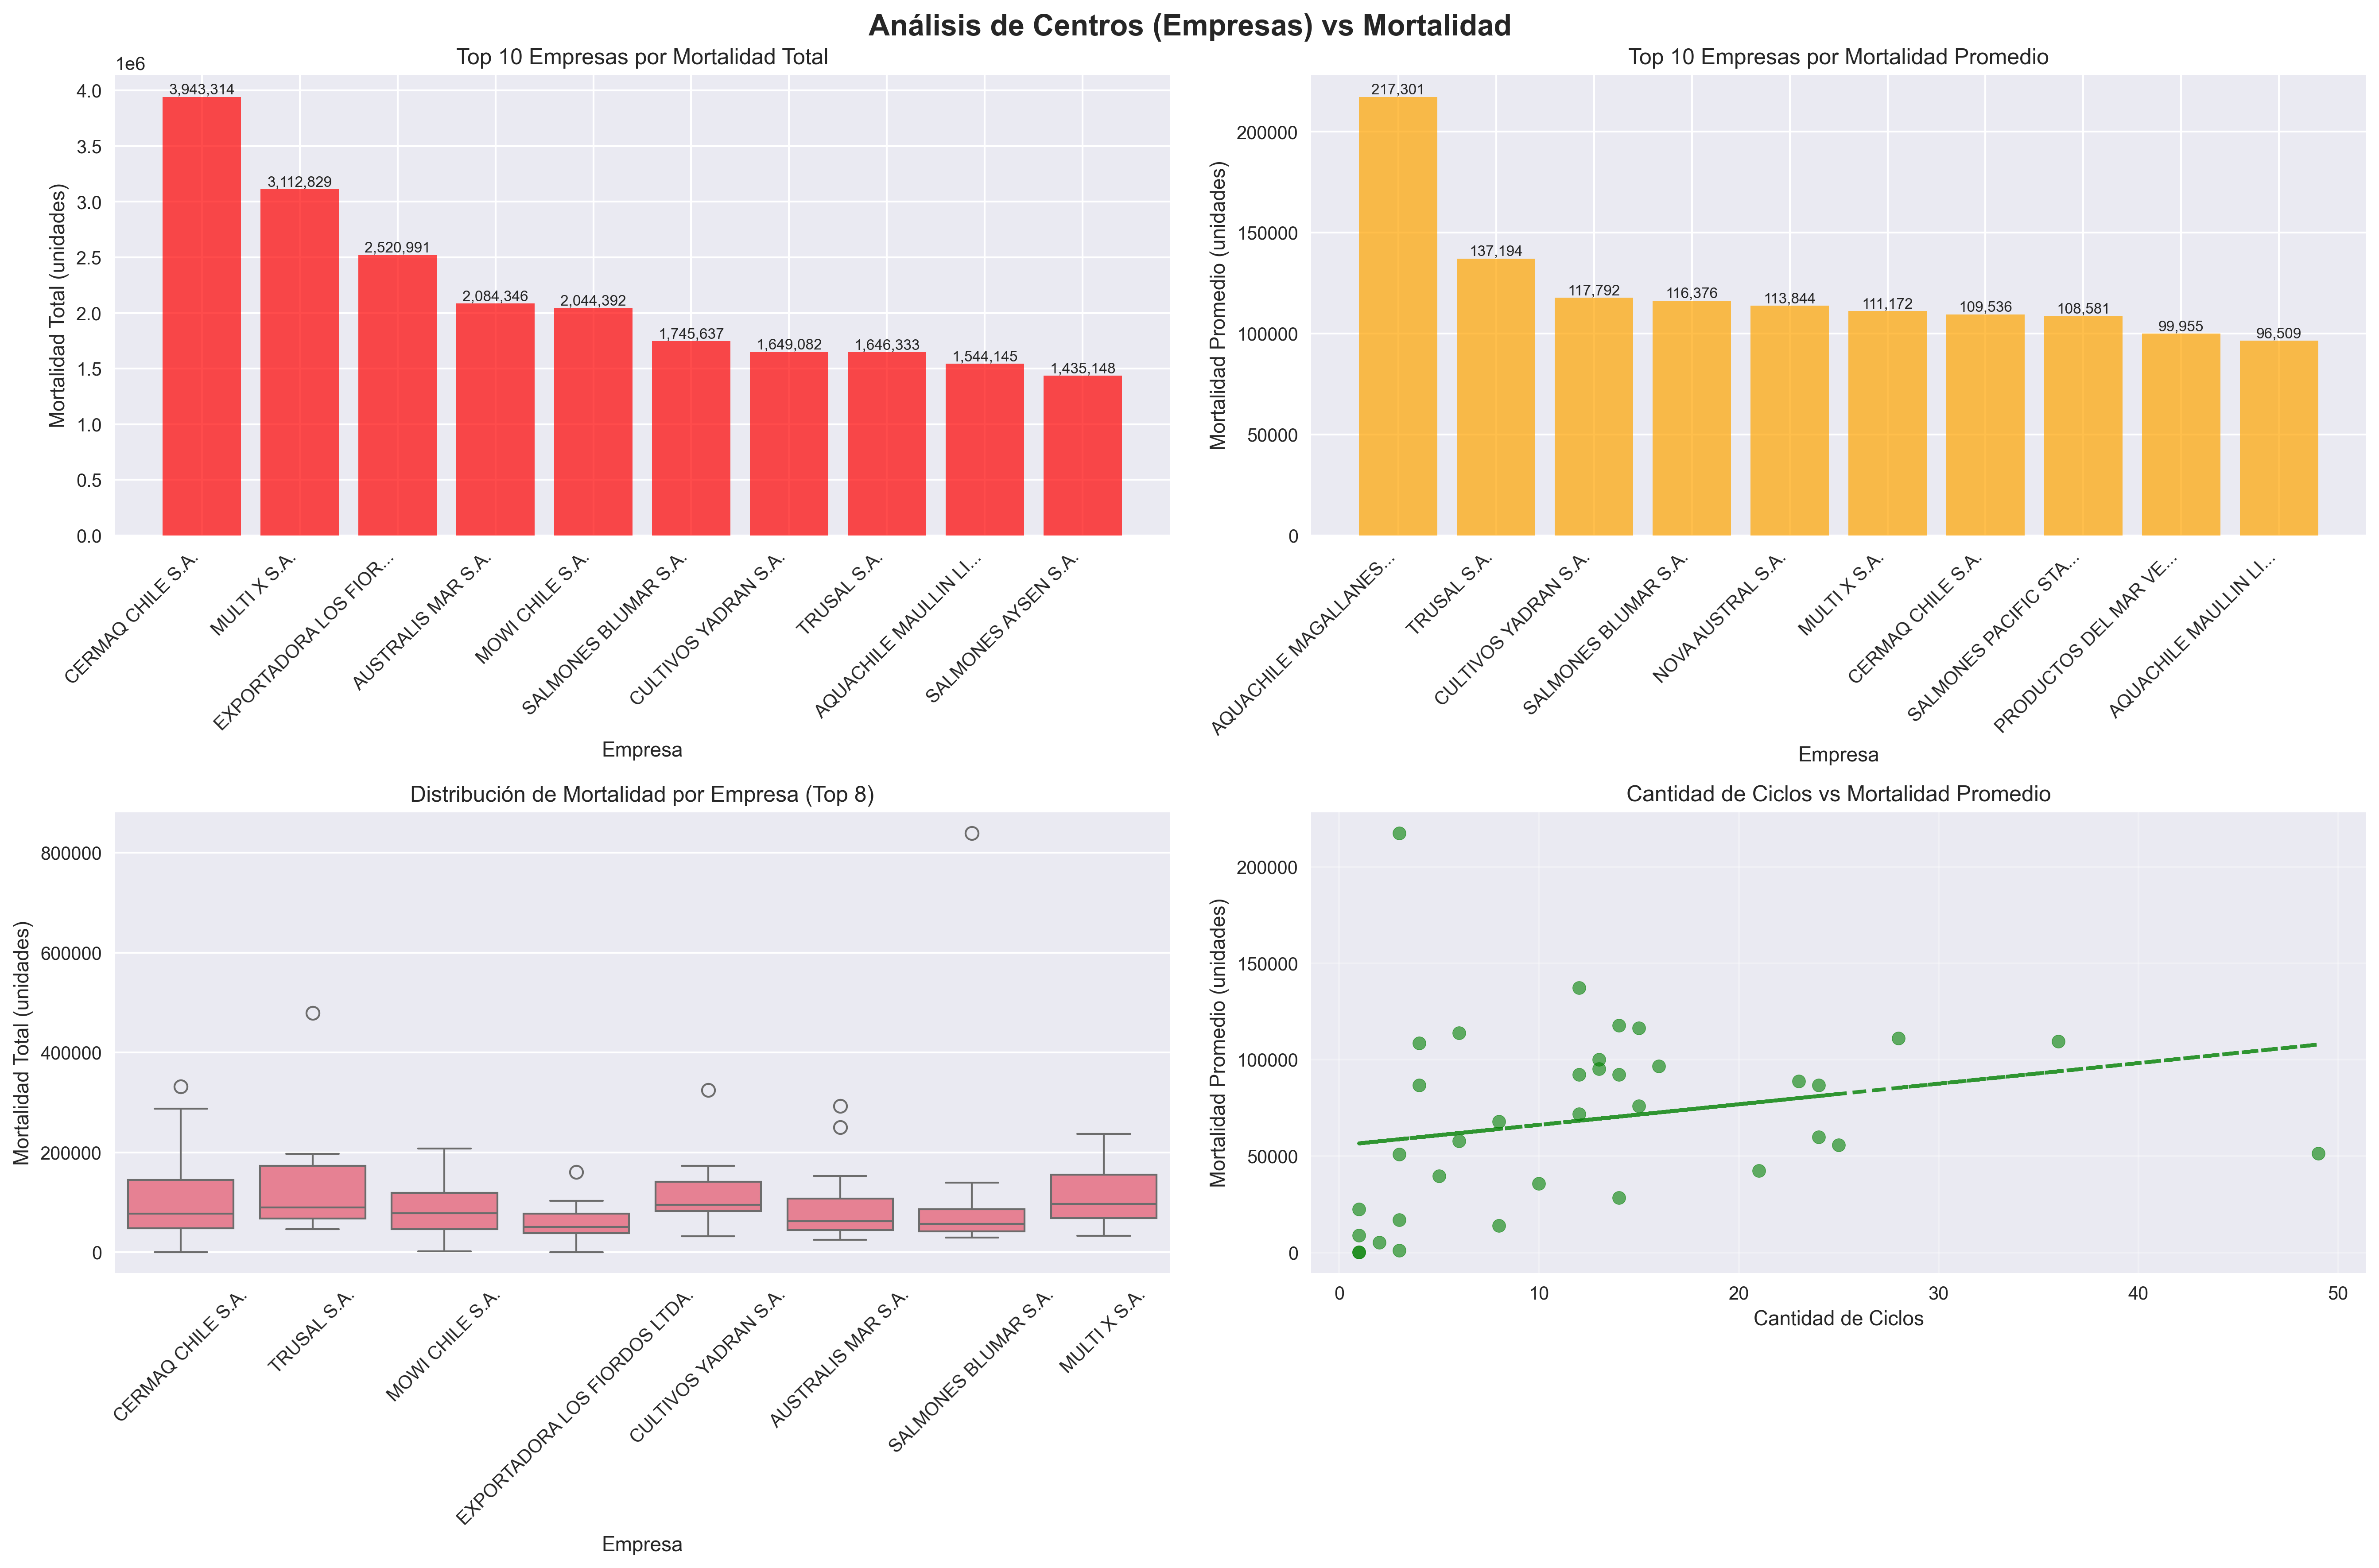 Análisis de Centros (Empresas) vs Mortalidad
Top 10 Empresas por Mortalidad Total
1e6
Mortalidad Total (unidades)
4.0
3.5
3.0
2.5
2.0
1.5
1.0
0.5
0.0
3,943,314
3,112,829
2,520,991
2,084,346
2,044,392
1,745,637
1,649,082
1,646,333
1,544,145
1,435,148
CERMAQ CHILE S.A.
MULTI X S.A.
EXPORTADORA LOS FIOR...
AUSTRALIS MAR S.A.
MOWI CHILE S.A.
SALMONES BLUMAR S.A.
CULTIVOS YADRAN S.A.
TRUSAL S.A.
AQUACHILE MAULLIN LI...
SALMONES AYSEN S.A.
Empresa
Top 10 Empresas por Mortalidad Promedio
Mortalidad Promedio (unidades)
200000
150000
100000
50000
0
217,301
137,194
117,792
116,376
113,844
111,172
109,536
108,581
99,955
96,509
AQUACHILE MAGALLANES...
TRUSAL S.A.
CULTIVOS YADRAN S.A.
SALMONES BLUMAR S.A.
NOVA AUSTRAL S.A.
MULTI X S.A.
CERMAQ CHILE S.A.
SALMONES PACIFIC STA...
PRODUCTOS DEL MAR VE...
AQUACHILE MAULLIN LI...
Empresa
Distribución de Mortalidad por Empresa (Top 8)
Mortalidad Total (unidades)
800000
600000
400000
200000
0
CERMAQ CHILE S.A.
TRUSAL S.A.
MOWI CHILE S.A.
EXPORTADORA LOS FIORDOS LTDA.
CULTIVOS YADRAN S.A.
AUSTRALIS MAR S.A.
SALMONES BLUMAR S.A.
MULTI X S.A.
Empresa
Cantidad de Ciclos vs Mortalidad Promedio
Mortalidad Promedio (unidades)
200000
150000
100000
50000
0
0
10
20
30
40
50
Cantidad de Ciclos